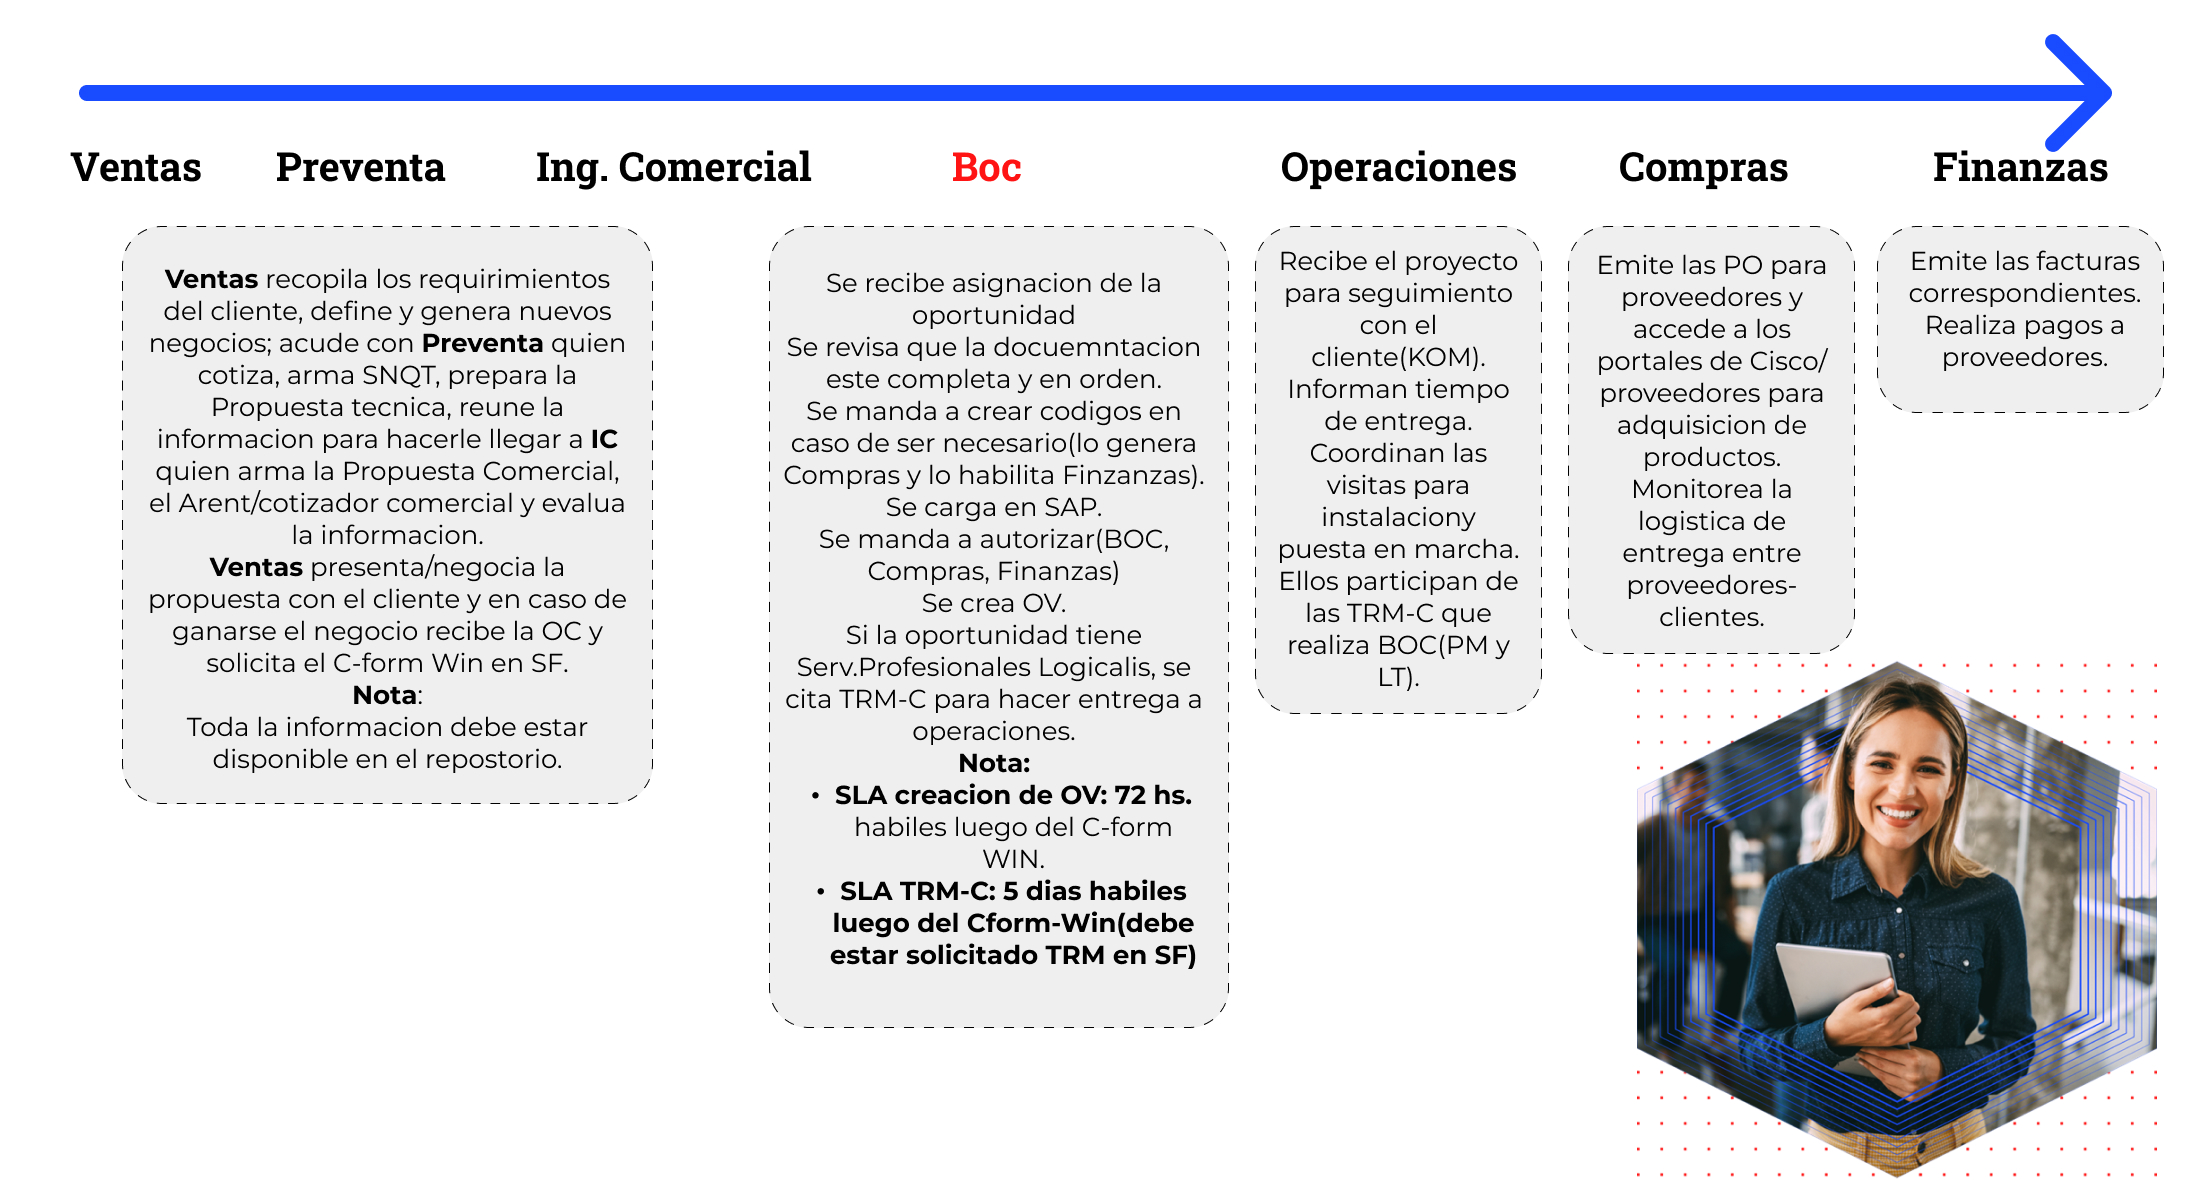 Ventas
Preventa
Ing. Comercial
Boc
Operaciones
Compras
Finanzas
Ventas recopila los requirimientos
del cliente, define y genera nuevos
negocios; acude con Preventa quien
cotiza, arma SNQT, prepara la
Propuesta tecnica, reune la
informacion para hacerle llegar a IC
quien arma la Propuesta Comercial,
el Arent/cotizador comercial y evalua
la informacion.
Ventas presenta/negocia la
propuesta con el cliente y en caso de
ganarse el negocio recibe la OC y
solicita el C-form Win en SF.
Nota:
Toda la informacion debe estar
disponible en el repostorio.
Se recibe asignacion de la
oportunidad
Se revisa que la docuemntacion
este completa y en orden.
Se manda a crear codigos en
caso de ser necesario(lo genera
Compras y lo habilita Finzanzas).
Se carga en SAP.
Se manda a autorizar(BOC,
Compras, Finanzas)
Se crea OV.
Si la oportunidad tiene
Serv.Profesionales Logicalis, se
cita TRM-C para hacer entrega a
operaciones.
Nota:
• SLA creacion de OV: 72 hs.
habiles luego del C-form
WIN.
• SLA TRM-C: 5 dias habiles
luego del Cform-Win(debe
estar solicitado TRM en SF)
Recibe el proyecto
para seguimiento
con el
cliente(KOM).
Informan tiempo
de entrega.
Coordinan las
visitas para
instalaciony
puesta en marcha.
Ellos participan de
las TRM-C que
realiza BOC(PM y
LT).
Emite las PO para
proveedores y
accede a los
portales de Cisco/
proveedores para
adquisicion de
productos.
Monitorea la
logistica de
entrega entre
proveedores-
clientes.
Emite las facturas
correspondientes.
Realiza pagos a
proveedores.